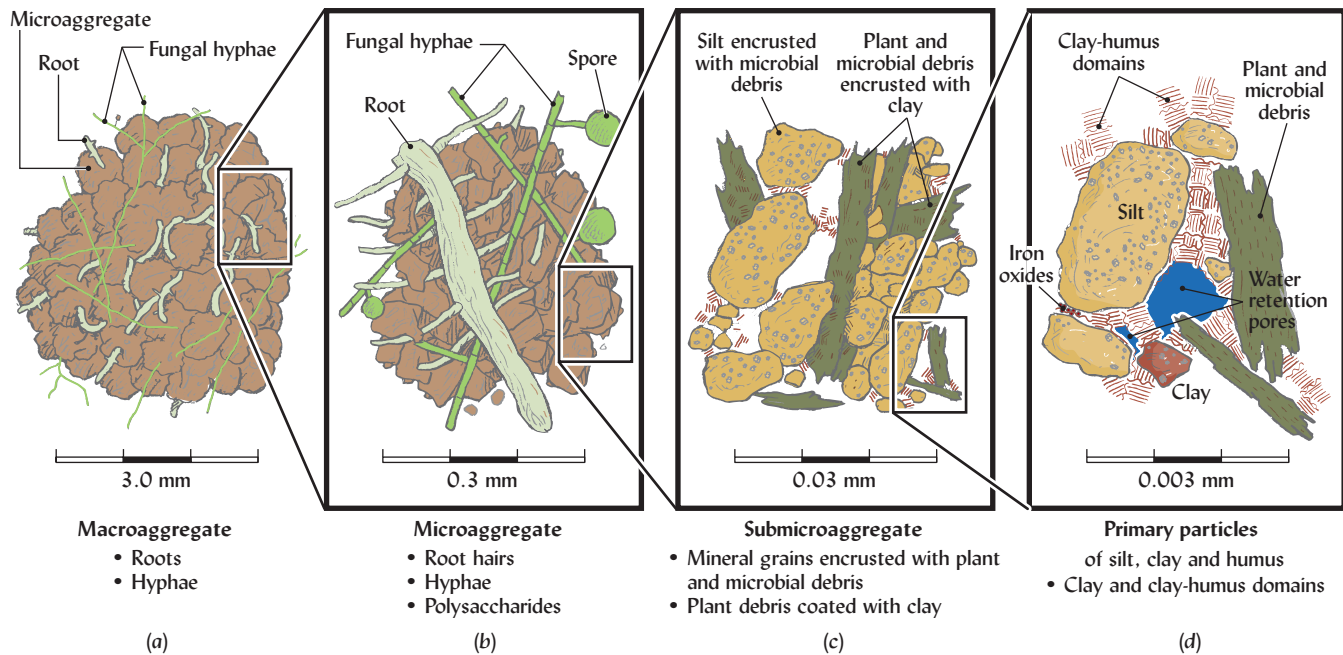 Microaggregate
Fungal hyphae
Root
3.0 mm
Macroaggregate
• Roots
• Hyphae
(a)
Fungal hyphae
Spore
Root
0.3 mm
Microaggregate
• Root hairs
• Hyphae
• Polysaccharides
(b)
Silt encrusted
with microbial
debris
Plant and
microbial debris
encrusted with
clay
0.03 mm
Submicroaggregate
• Mineral grains encrusted with plant
and microbial debris
• Plant debris coated with clay
(c)
Clay-humus
domains
Plant and
microbial
debris
Silt
Iron
oxides
Water
retention
pores
Clay
0.003 mm
Primary particles
of silt, clay and humus
• Clay and clay-humus domains
(d)